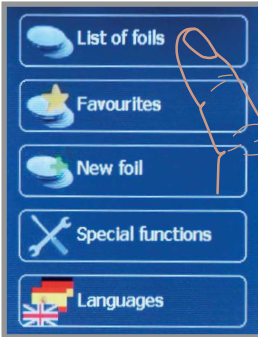 List of foils
Favourites
New foil
Special functions
Languages